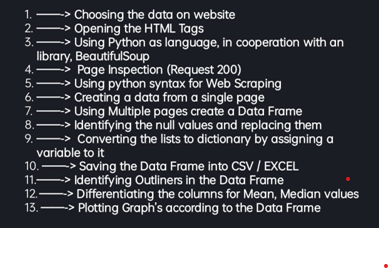 1. ———-> Choosing the data on website
2. ———-> Opening the HTML Tags
3. ———-> Using Python as language, in cooperation with an
library, BeautifulSoup
4. ———-> Page Inspection (Request 200)
5. ———-> Using python syntax for Web Scraping
6. ———-> Creating a data from a single page
7. ———-> Using Multiple pages create a Data Frame
8. ———-> Identifying the null values and replacing them
9. ———-> Converting the lists to dictionary by assigning a
variable to it
10. ———-> Saving the Data Frame into CSV / EXCEL
11.———-> Identifying Outliners in the Data Frame
12.———-> Differentiating the columns for Mean, Median values
13. ———-> Plotting Graph's according to the Data Frame